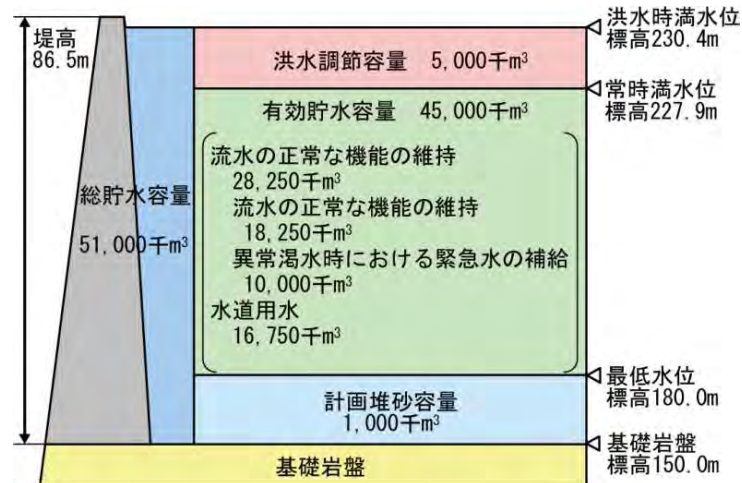 堤高
86.5m
総貯水容量
51,000千m³
洪水調節容量 5,000千m³
有効貯水容量 45,000千m³
流水の正常な機能の維持
28,250千m³
流水の正常な機能の維持
18,250千m³
異常渇水時における緊急水の補給
10,000千m³
水道用水
16,750千m³
計画堆砂容量
1,000千m³
基礎岩盤
洪水時満水位
標高230.4m
常時満水位
標高227.9m
最低水位
標高180.0m
基礎岩盤
標高150.0m